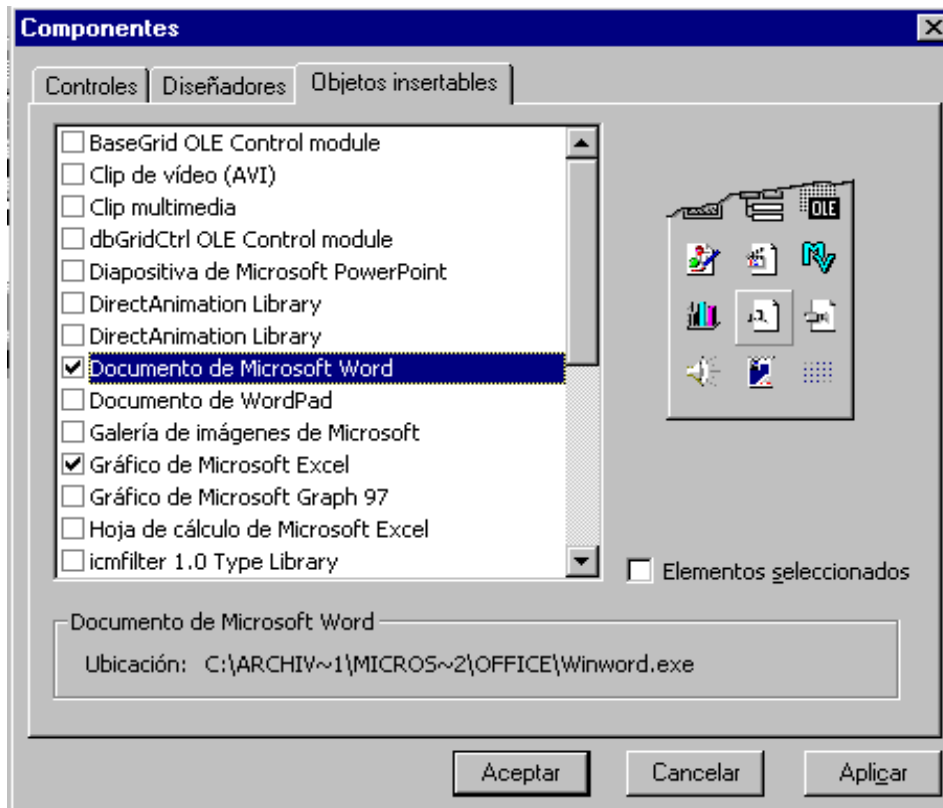 Componentes
Controles Diseñadores Objetos insertables
BaseGrid OLE Control module
Clip de vídeo (AVI)
Clip multimedia
dbGridCtrl OLE Control module
Diapositiva de Microsoft PowerPoint
DirectAnimation Library
DirectAnimation Library
Documento de Microsoft Word
Documento de WordPad
Galería de imágenes de Microsoft
Gráfico de Microsoft Excel
Gráfico de Microsoft Graph 97
Hoja de cálculo de Microsoft Excel
icmfilter 1.0 Type Library
OLE
Elementos seleccionados
Documento de Microsoft Word
Ubicación: C:\ARCHIV~1\MICROS~2\OFFICE\Winword.exe
Aceptar Cancelar Aplicar